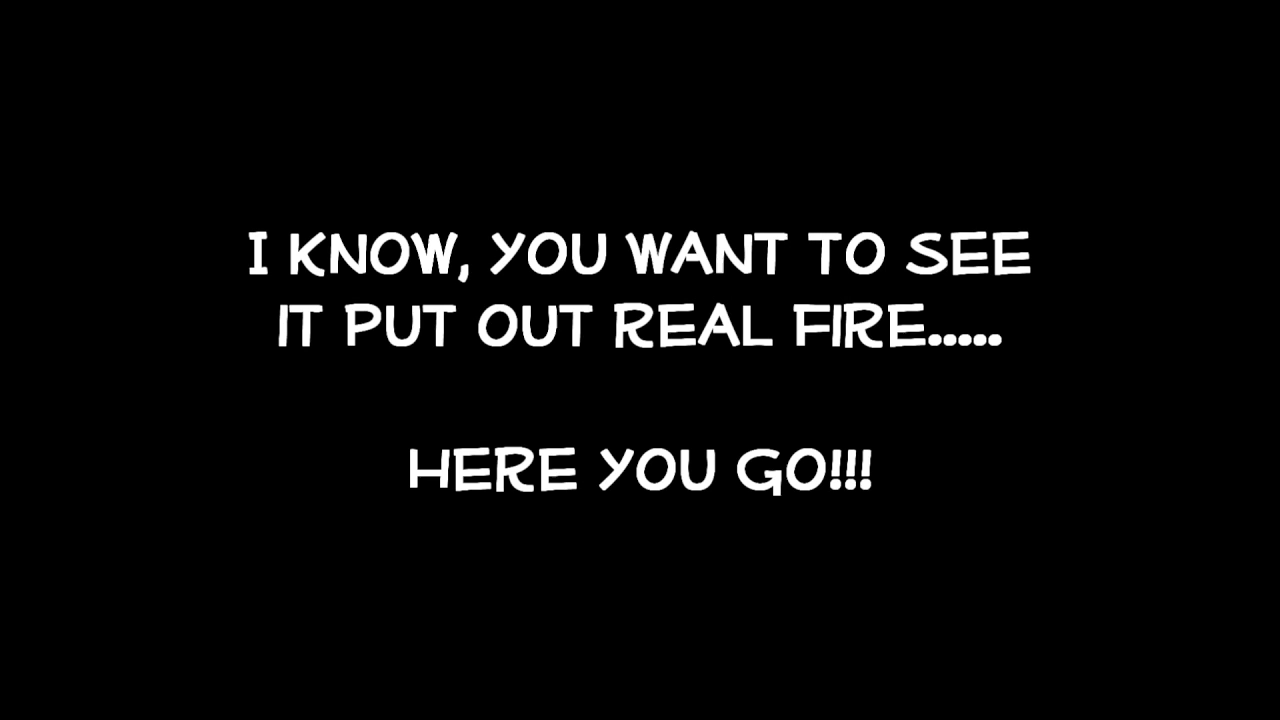 I KNOW, YOU WANT TO SEE
IT PUT OUT REAL FIRE.....
HERE YOU GO!!!